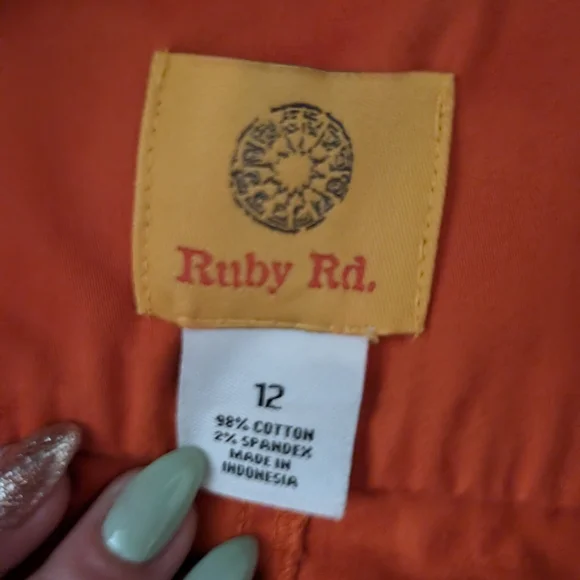 Ruby Rd.
12
98% COTTON
2% SPANDEX
MADE IN
INDONESIA